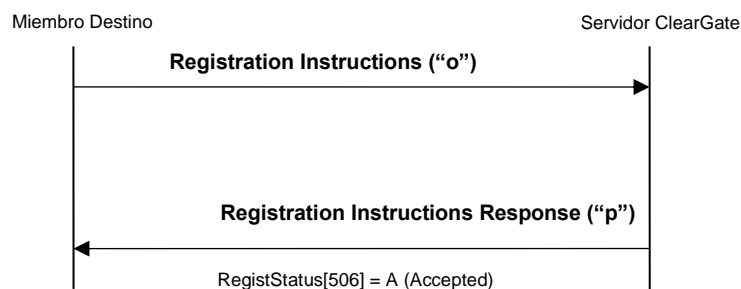 Miembro Destino
Servidor ClearGate
Registration Instructions (“o”)
Registration Instructions Response (“p”)
RegistStatus[506] = A (Accepted)